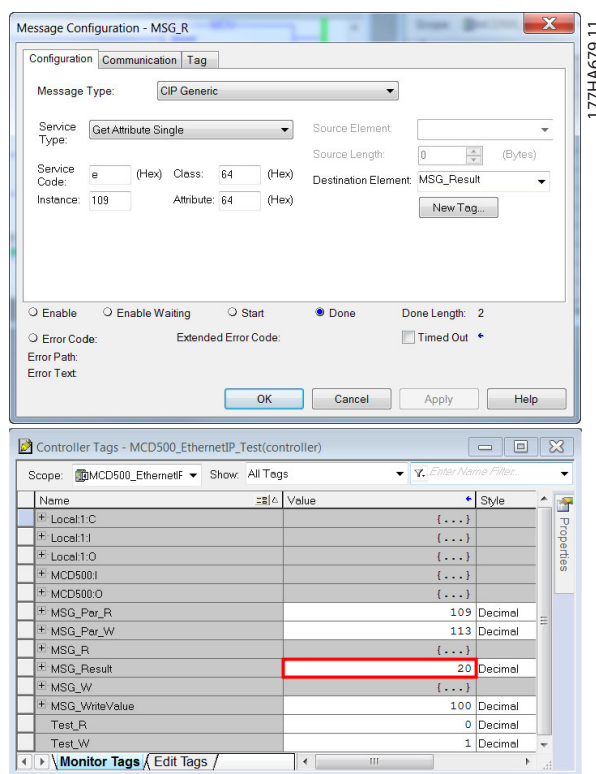 Message Configuration - MSG_R
X
177HA679.11
Configuration Communication Tag
Message Type: CIP Generic
Service Type: Get Attribute Single
Source Element:
Source Length: 0 (Bytes)
Service Code: e (Hex) Class: 64 (Hex)
Destination Element: MSG_Result
Instance: 109 Attribute: 64 (Hex)
New Tag...
Enable Enable Waiting Start Done Done Length: 2
Error Code: Extended Error Code: Timed Out
Error Path:
Error Text:
OK Cancel Apply Help
Controller Tags - MCD500_EthernetIP_Test(controller)
Scope: MCD500_EthernetIF Show: All Tags Enter Name Filter...
Name Value Style
Local:1:C {...}
Local:1:I {...}
Local:1:O {...}
MCD500:I {...}
MCD500:O {...}
MSG_Par_R 109 Decimal
MSG_Par_W 113 Decimal
MSG_R {...}
MSG_Result 20 Decimal
MSG_W {...}
MSG_WriteValue 100 Decimal
Test_R 0 Decimal
Test_W 1 Decimal
Monitor Tags Edit Tags
Properties